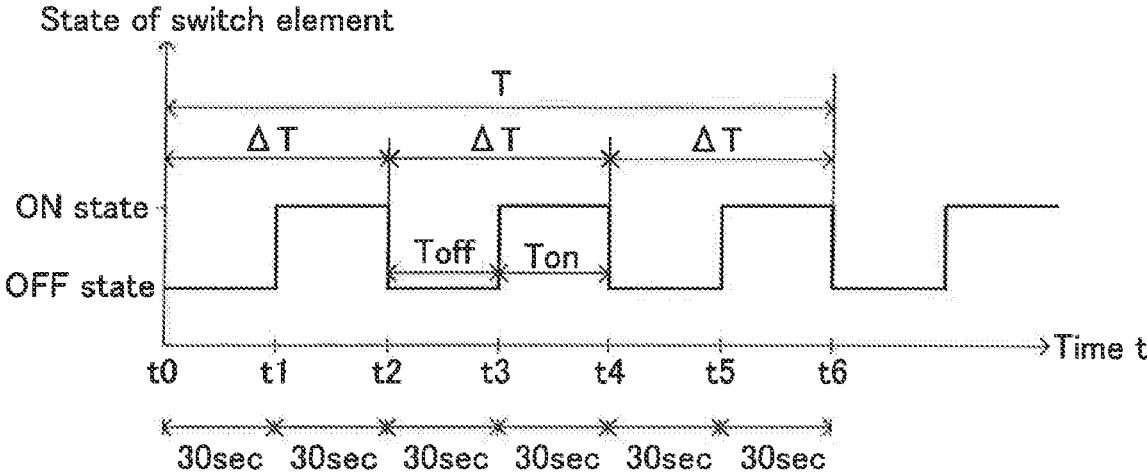 State of switch element
T
ΔT ΔT ΔT
ON state
Toff Ton
OFF state
Time t
t0 t1 t2 t3 t4 t5 t6
30sec 30sec 30sec 30sec 30sec 30sec